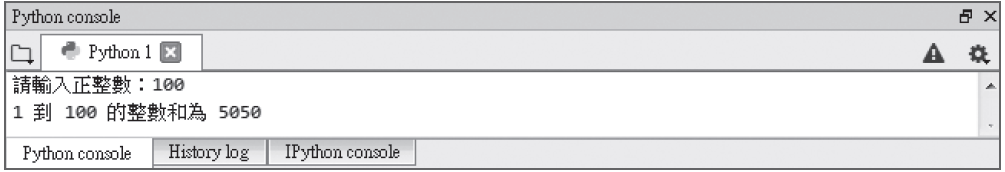 Python console
Python 1
請輸入正整數：100
1 到 100 的整數和為 5050
Python console History log IPython console